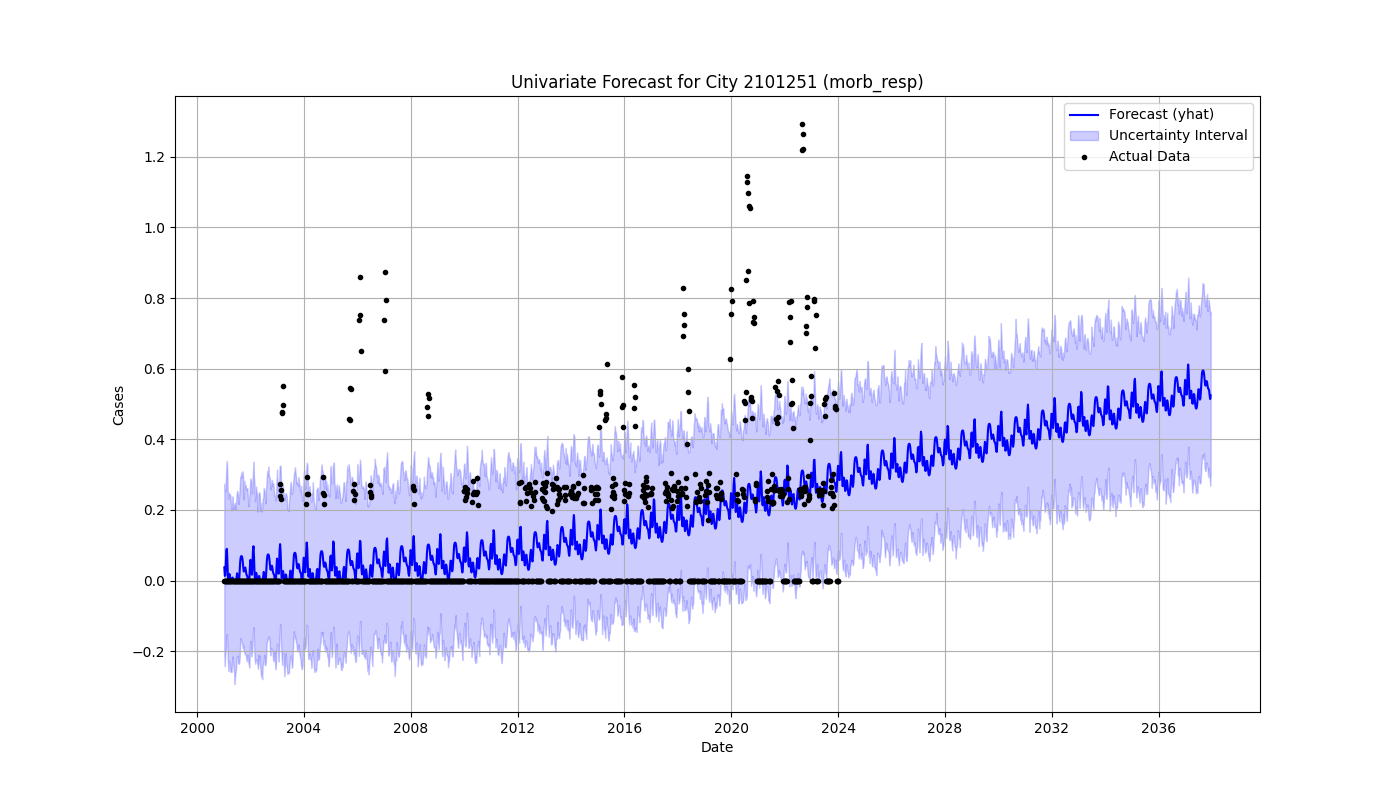 Univariate Forecast for City 2101251 (morb_resp)
Forecast (yhat)
Uncertainty Interval
Actual Data
1.2
1.0
0.8
0.6
0.4
0.2
0.0
−0.2
Cases
2000 2004 2008 2012 2016 2020 2024 2028 2032 2036
Date